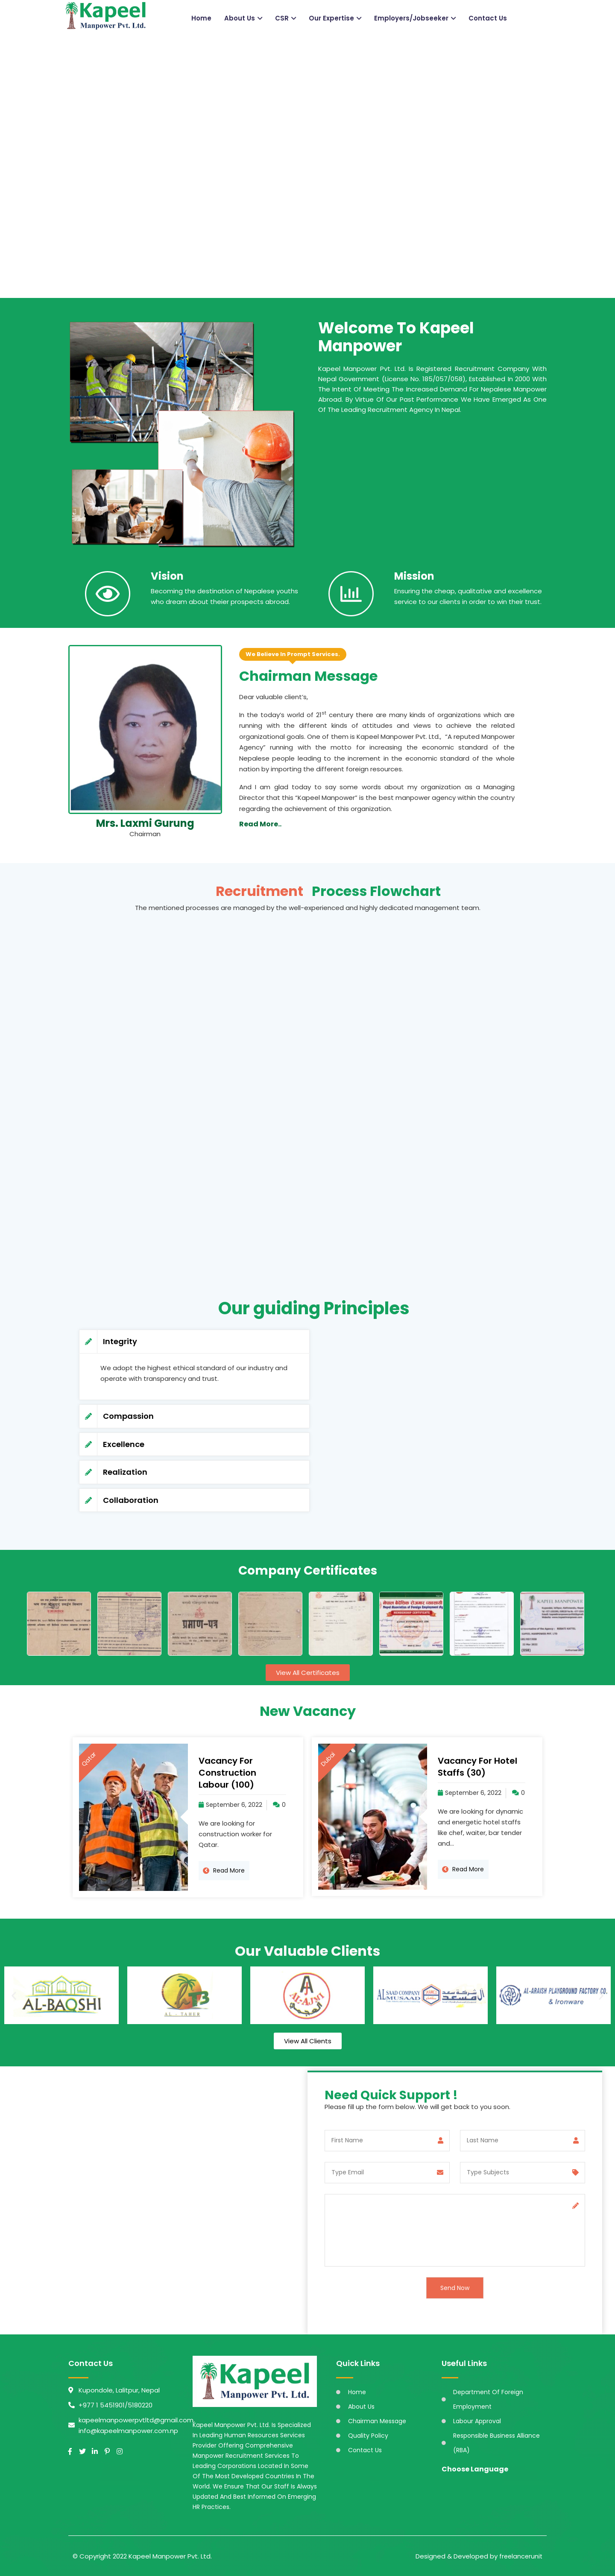 Kapeel
Manpower Pvt. Ltd.
Home
About Us
CSR
Our Expertise
Employers/Jobseeker
Contact Us
Welcome To Kapeel
Manpower
Kapeel Manpower Pvt. Ltd. Is Registered Recruitment Company With
Nepal Government (License No. 185/057/058), Established In 2000 With
The Intent Of Meeting The Increased Demand For Nepalese Manpower
Abroad. By Virtue Of Our Past Performance We Have Emerged As One
Of The Leading Recruitment Agency In Nepal.
Vision
Becoming the destination of Nepalese youths
who dream about theier prospects abroad.
Mission
Ensuring the cheap, qualitative and excellence
service to our clients in order to win their trust.
We Believe In Prompt Services.
Chairman Message
Dear valuable client's,
In the today's world of 21st century there are many kinds of organizations which are
running with the different kinds of attitudes and views to achieve the related
organizational goals. One of them is Kapeel Manpower Pvt. Ltd., "A reputed Manpower
Agency" running with the motto for increasing the economic standard of the
Nepalese people leading to the increment in the economic standard of the whole
nation by importing the different foreign resources.
And I am glad today to say some words about my organization as a Managing
Director that this "Kapeel Manpower" is the best manpower agency within the country
regarding the achievement of this organization.
Read More..
Mrs. Laxmi Gurung
Chairman
Recruitment Process Flowchart
The mentioned processes are managed by the well-experienced and highly dedicated management team.
Our guiding Principles
Integrity
We adopt the highest ethical standard of our industry and
operate with transparency and trust.
Compassion
Excellence
Realization
Collaboration
Company Certificates
प्रमाण-पत्र
View All Certificates
New Vacancy
Qatar
Vacancy For
Construction
Labour (100)
September 6, 2022
0
We are looking for
construction worker for
Qatar.
Read More
Dubai
Vacancy For Hotel
Staffs (30)
September 6, 2022
0
We are looking for dynamic
and energetic hotel staffs
like chef, waiter, bar tender
and...
Read More
Our Valuable Clients
AL-BAQSHI
AL - TAHER
AL-AJMI
AL SAAD COMPANY
AL MUSAAD
AL-ARAISH PLAYGROUND FACTORY CO.
& Ironware
View All Clients
Need Quick Support !
Please fill up the form below. We will get back to you soon.
First Name
Last Name
Type Email
Type Subjects
Send Now
Contact Us
Kupondole, Lalitpur, Nepal
+977 1 5451901/5180220
kapeelmanpowerpvtltd@gmail.com,
info@kapeelmanpower.com.np
Kapeel
Manpower Pvt. Ltd.
Kapeel Manpower Pvt. Ltd. Is Specialized
In Leading Human Resources Services
Provider Offering Comprehensive
Manpower Recruitment Services To
Leading Corporations Located In Some
Of The Most Developed Countries In The
World. We Ensure That Our Staff Is Always
Updated And Best Informed On Emerging
HR Practices.
Quick Links
Home
About Us
Chairman Message
Quality Policy
Contact Us
Useful Links
Department Of Foreign
Employment
Labour Approval
Responsible Business Alliance
(RBA)
Choose Language
© Copyright 2022 Kapeel Manpower Pvt. Ltd.
Designed & Developed by freelancerunit